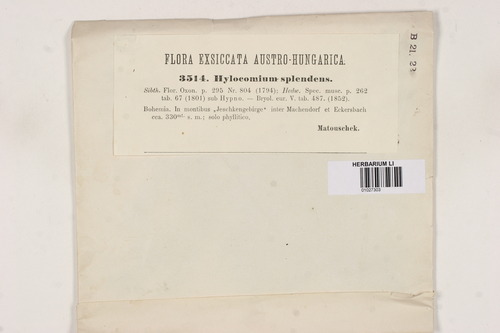 FLORA EXSICCATA AUSTRO-HUNGARICA.
3514. Hylocomium splendens.
Sibth. Flor. Oxon. p. 295 Nr. 804 (1794); Hedw. Spec. musc. p. 262
tab. 67 (1801) sub Hypno. — Bryol. eur. V. tab. 487. (1852).
Bohemia. In montibus „Jeschkengebirge“ inter Machendorf et Eckersbach
cca. 330 s. m.; solo phyllitico.
Matouschek.
B 21. 23
HERBARIUM LI
01027303